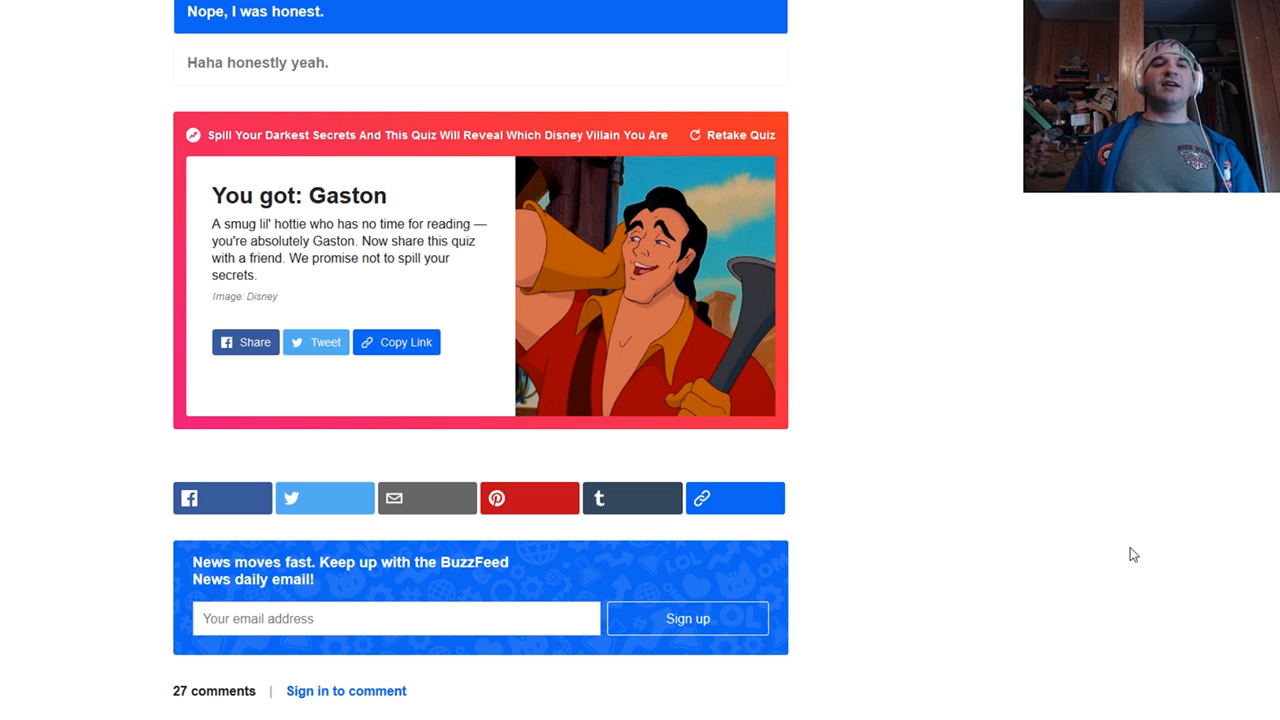 Nope, I was honest.
Haha honestly yeah.
Spill Your Darkest Secrets And This Quiz Will Reveal Which Disney Villain You Are
Retake Quiz
You got: Gaston
A smug lil' hottie who has no time for reading —
you're absolutely Gaston. Now share this quiz
with a friend. We promise not to spill your
secrets.
Image: Disney
Share
Tweet
Copy Link
News moves fast. Keep up with the BuzzFeed
News daily email!
Your email address
Sign up
27 comments | Sign in to comment